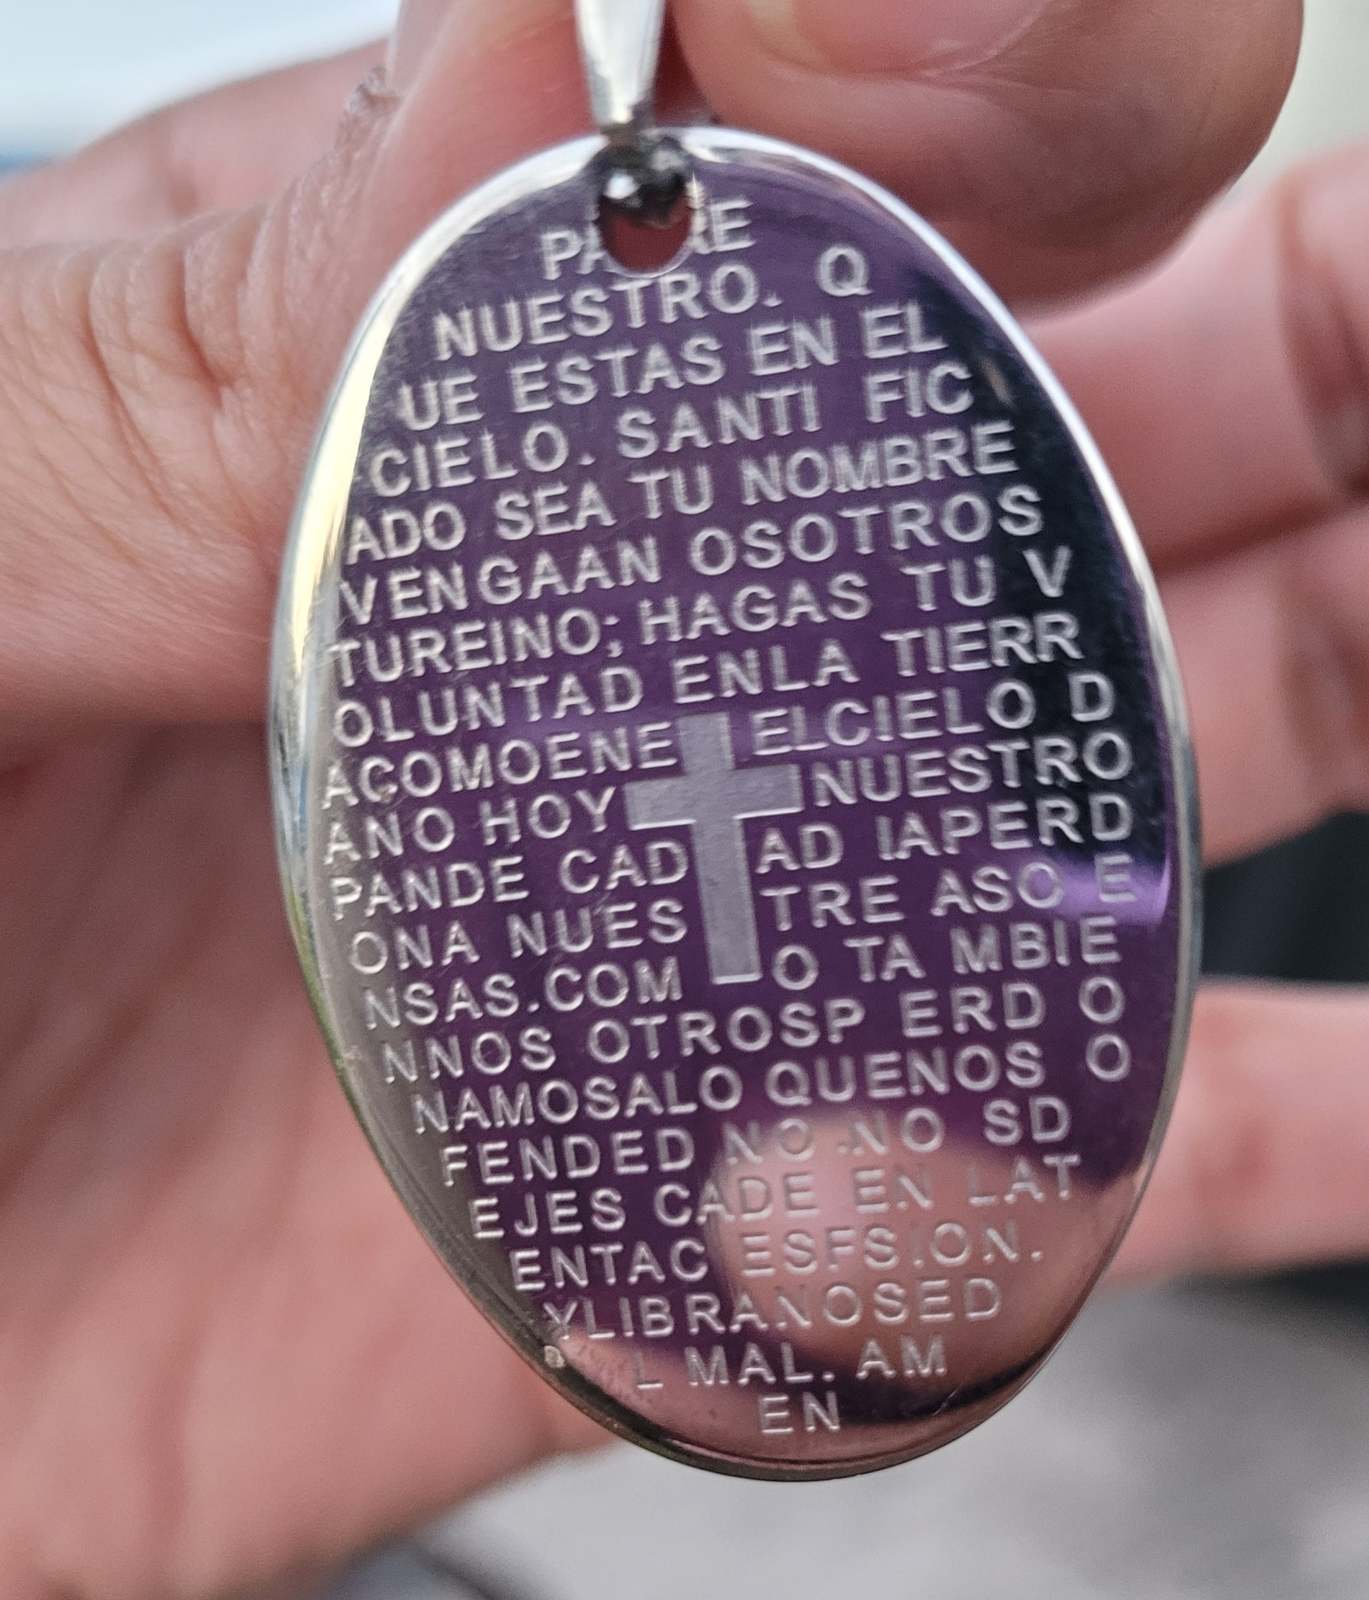 PADRE
NUESTRO. Q
UE ESTAS EN EL
CIELO. SANTI FIC
ADO SEA TU NOMBRE
VENGAAN OSOTROS
TUREINO; HAGAS TU V
OLUNTAD ENLA TIERR
ACOMOENE ELCIELO D
ANO HOY NUESTRO
PANDE CAD AD IAPERD
ONA NUES TRE ASO E
NSAS.COM O TA MBIE
NNOS OTROSP ERD O
NAMOSALO QUENOS O
FENDED NO NO SD
EJES CADE EN LAT
ENTAC ESFSION.
YLIBRANOSED
L MAL. AM
EN